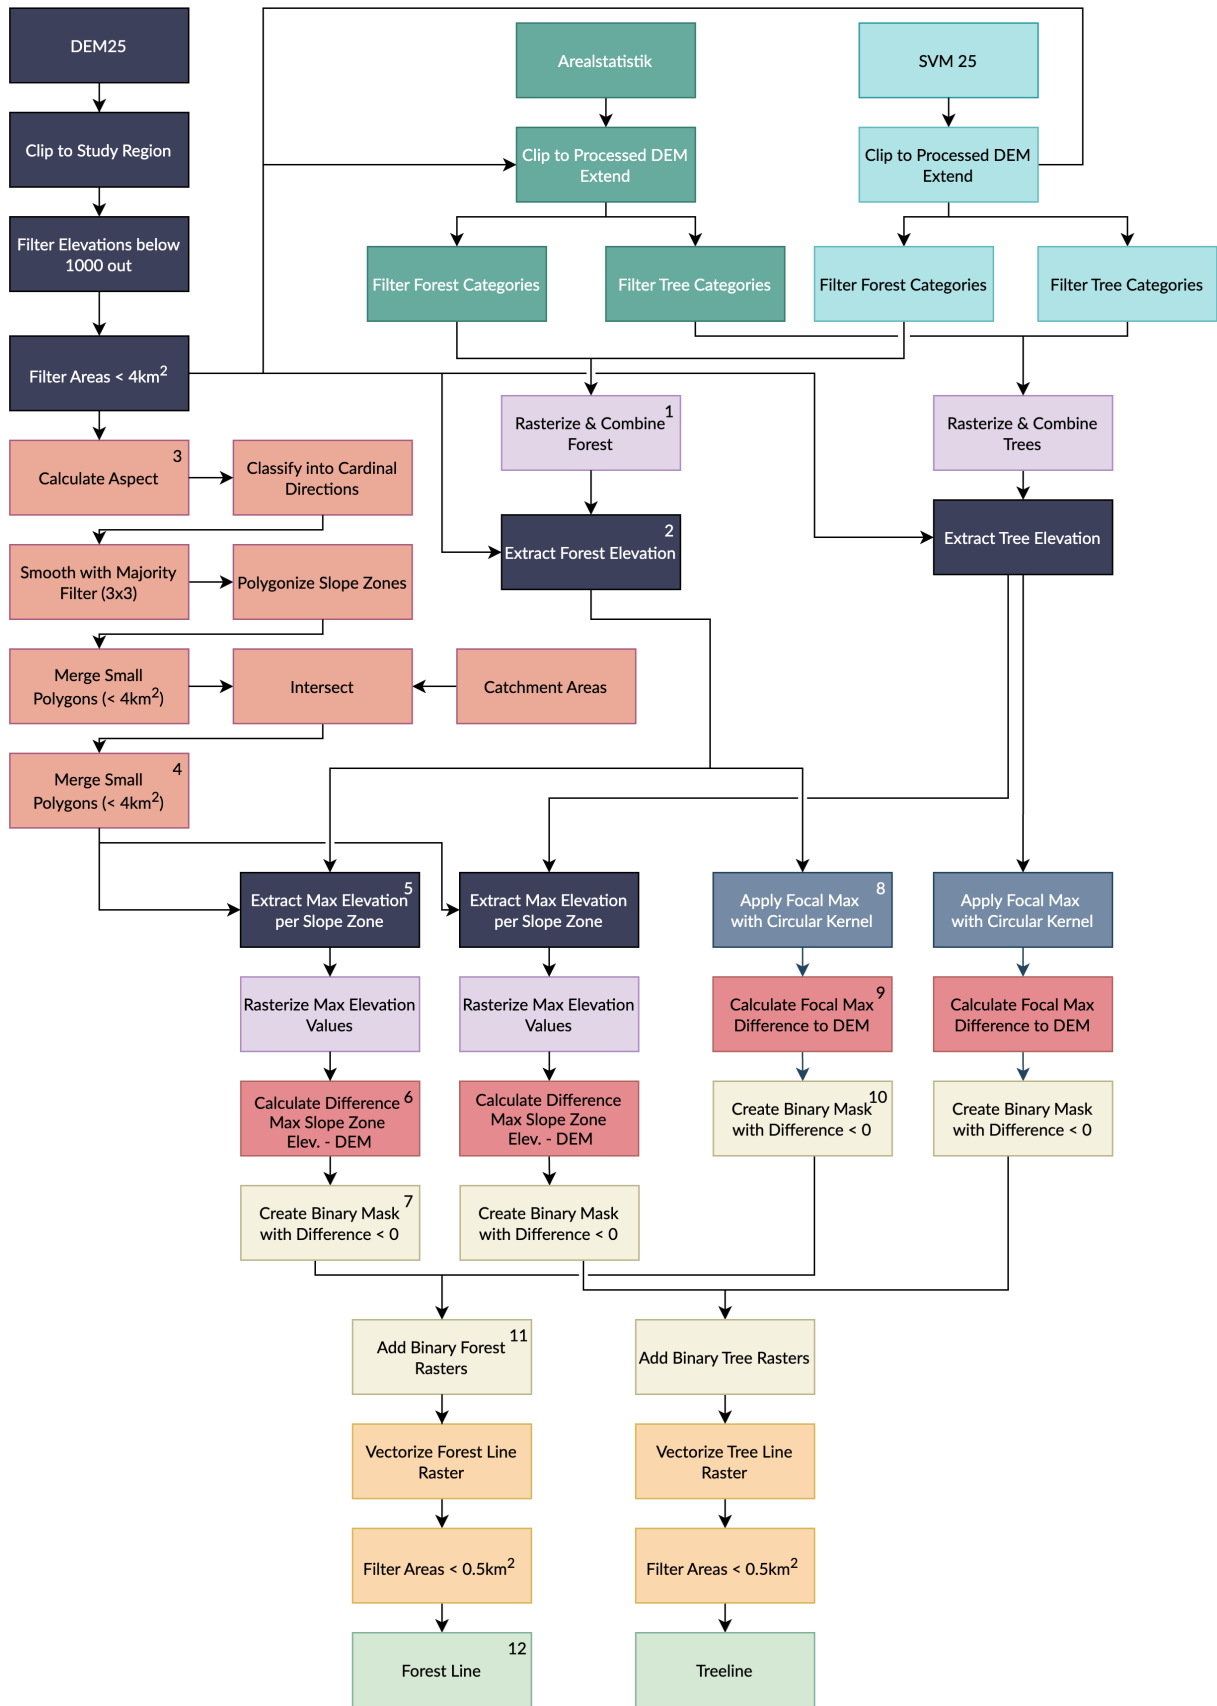 DEM25
Arealstatistik
SVM 25
Clip to Study Region
Clip to Processed DEM
Extend
Clip to Processed DEM
Extend
Filter Elevations below
1000 out
Filter Forest Categories
Filter Tree Categories
Filter Forest Categories
Filter Tree Categories
Filter Areas < 4km²
1
Rasterize & Combine
Forest
Rasterize & Combine
Trees
3
Calculate Aspect
Classify into Cardinal
Directions
2
Extract Forest Elevation
Extract Tree Elevation
Smooth with Majority
Filter (3x3)
Polygonize Slope Zones
Merge Small
Polygons (< 4km²)
Intersect
Catchment Areas
4
Merge Small
Polygons (< 4km²)
5
Extract Max Elevation
per Slope Zone
Extract Max Elevation
per Slope Zone
8
Apply Focal Max
with Circular Kernel
Apply Focal Max
with Circular Kernel
Rasterize Max Elevation
Values
Rasterize Max Elevation
Values
9
Calculate Focal Max
Difference to DEM
Calculate Focal Max
Difference to DEM
6
Calculate Difference
Max Slope Zone
Elev. - DEM
Calculate Difference
Max Slope Zone
Elev. - DEM
10
Create Binary Mask
with Difference < 0
Create Binary Mask
with Difference < 0
7
Create Binary Mask
with Difference < 0
Create Binary Mask
with Difference < 0
11
Add Binary Forest
Rasters
Add Binary Tree Rasters
Vectorize Forest Line
Raster
Vectorize Tree Line
Raster
Filter Areas < 0.5km²
Filter Areas < 0.5km²
12
Forest Line
Treeline